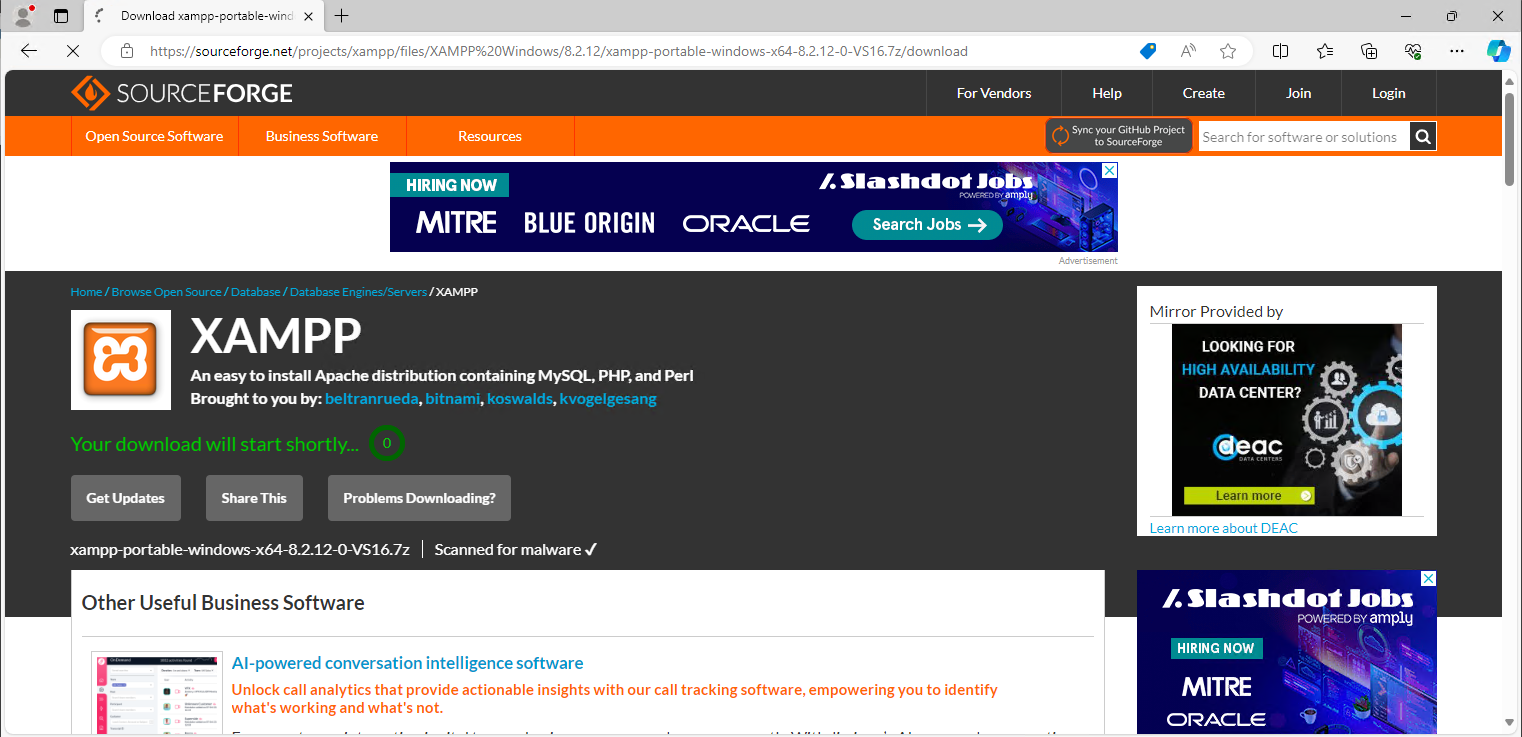 Download xampp-portable-wind
https://sourceforge.net/projects/xampp/files/XAMPP%20Windows/8.2.12/xampp-portable-windows-x64-8.2.12-0-VS16.7z/download
SOURCEFORGE
For Vendors
Help
Create
Join
Login
Open Source Software
Business Software
Resources
Sync your GitHub Project
to SourceForge
Search for software or solutions
HIRING NOW
MITRE BLUE ORIGIN ORACLE
Slashdot Jobs
POWERED BY amply
Search Jobs →
Advertisement
Home / Browse Open Source / Database / Database Engines/Servers / XAMPP
XAMPP
An easy to install Apache distribution containing MySQL, PHP, and Perl
Brought to you by: beltranrueda, bitnami, koswalds, kvogelgesang
Your download will start shortly... 0
Get Updates
Share This
Problems Downloading?
xampp-portable-windows-x64-8.2.12-0-VS16.7z
Scanned for malware ✓
Mirror Provided by
LOOKING FOR
HIGH AVAILABILITY
DATA CENTER?
deac
DATA CENTERS
Learn more
Learn more about DEAC
Other Useful Business Software
AI-powered conversation intelligence software
Unlock call analytics that provide actionable insights with our call tracking software, empowering you to identify
what's working and what's not.
Slashdot Jobs
POWERED BY amply
HIRING NOW
MITRE
ORACLE